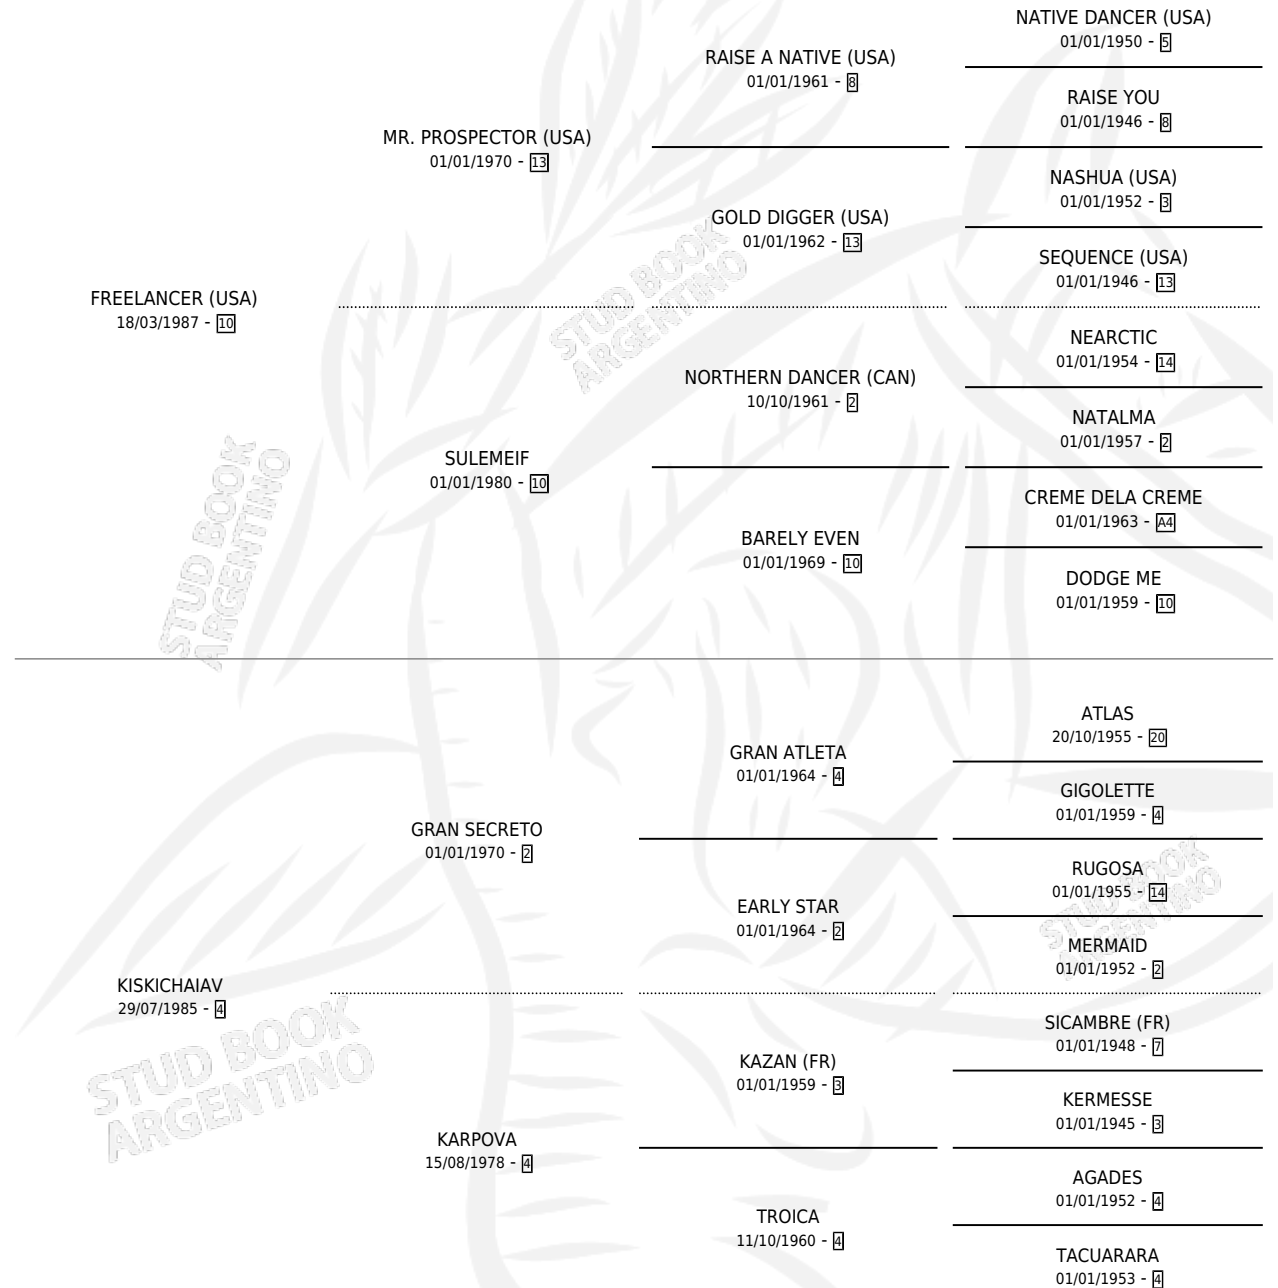 NATIVE DANCER (USA)
01/01/1950 - 5
RAISE A NATIVE (USA)
01/01/1961 - 8
RAISE YOU
01/01/1946 - 8
MR. PROSPECTOR (USA)
01/01/1970 - 13
NASHUA (USA)
01/01/1952 - 3
GOLD DIGGER (USA)
01/01/1962 - 13
SEQUENCE (USA)
01/01/1946 - 13
FREELANCER (USA)
18/03/1987 - 10
NEARCTIC
01/01/1954 - 14
NORTHERN DANCER (CAN)
10/10/1961 - 2
NATALMA
01/01/1957 - 2
SULEMEIF
01/01/1980 - 10
CREME DELA CREME
01/01/1963 - A4
BARELY EVEN
01/01/1969 - 10
DODGE ME
01/01/1959 - 10
STUD BOOK
ARGENTINO
STUD BOOK
ARGENTINO
ATLAS
20/10/1955 - 20
GRAN ATLETA
01/01/1964 - 4
GIGOLETTE
01/01/1959 - 4
GRAN SECRETO
01/01/1970 - 2
RUGOSA
01/01/1955 - 14
EARLY STAR
01/01/1964 - 2
MERMAID
01/01/1952 - 2
STUD BOOK
ARGENTINO
KISKICHAIAV
29/07/1985 - 4
SICAMBRE (FR)
01/01/1948 - 7
KAZAN (FR)
01/01/1959 - 3
KERMESSE
01/01/1945 - 3
STUD BOOK
ARGENTINO
KARPOVA
15/08/1978 - 4
AGADES
01/01/1952 - 4
TROICA
11/10/1960 - 4
TACUARARA
01/01/1953 - 4